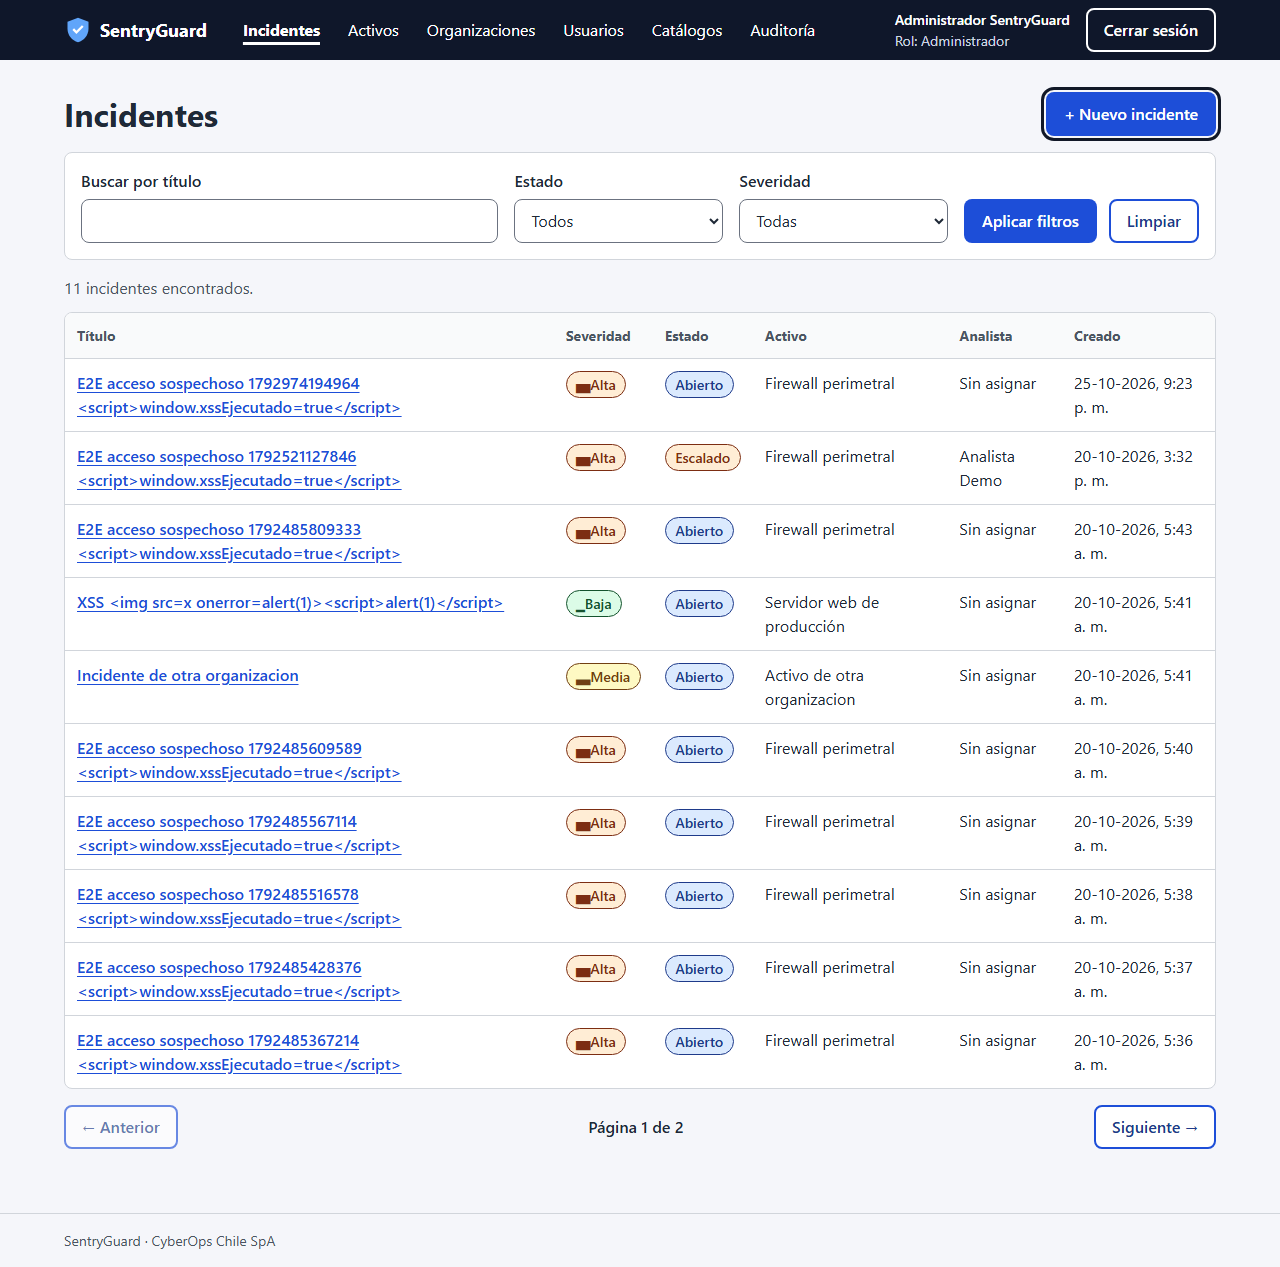 SentryGuard
Incidentes
Activos
Organizaciones
Usuarios
Catálogos
Auditoría
Administrador SentryGuard
Rol: Administrador
Cerrar sesión
Incidentes
+ Nuevo incidente
Buscar por título
Estado
Severidad
Todos
Todas
Aplicar filtros
Limpiar
11 incidentes encontrados.
Título Severidad Estado Activo Analista Creado
E2E acceso sospechoso 1792974194964 Alta Abierto Firewall perimetral Sin asignar 25-10-2026, 9:23
<script>window.xssEjecutado=true</script> p. m.
E2E acceso sospechoso 1792521127846 Alta Escalado Firewall perimetral Analista 20-10-2026, 3:32
<script>window.xssEjecutado=true</script> Demo p. m.
E2E acceso sospechoso 1792485809333 Alta Abierto Firewall perimetral Sin asignar 20-10-2026, 5:43
<script>window.xssEjecutado=true</script> a. m.
XSS <img src=x onerror=alert(1)><script>alert(1)</script> Baja Abierto Servidor web de Sin asignar 20-10-2026, 5:41
producción a. m.
Incidente de otra organizacion Media Abierto Activo de otra Sin asignar 20-10-2026, 5:41
organizacion a. m.
E2E acceso sospechoso 1792485609589 Alta Abierto Firewall perimetral Sin asignar 20-10-2026, 5:40
<script>window.xssEjecutado=true</script> a. m.
E2E acceso sospechoso 1792485567114 Alta Abierto Firewall perimetral Sin asignar 20-10-2026, 5:39
<script>window.xssEjecutado=true</script> a. m.
E2E acceso sospechoso 1792485516578 Alta Abierto Firewall perimetral Sin asignar 20-10-2026, 5:38
<script>window.xssEjecutado=true</script> a. m.
E2E acceso sospechoso 1792485428376 Alta Abierto Firewall perimetral Sin asignar 20-10-2026, 5:37
<script>window.xssEjecutado=true</script> a. m.
E2E acceso sospechoso 1792485367214 Alta Abierto Firewall perimetral Sin asignar 20-10-2026, 5:36
<script>window.xssEjecutado=true</script> a. m.
← Anterior
Página 1 de 2
Siguiente →
SentryGuard · CyberOps Chile SpA